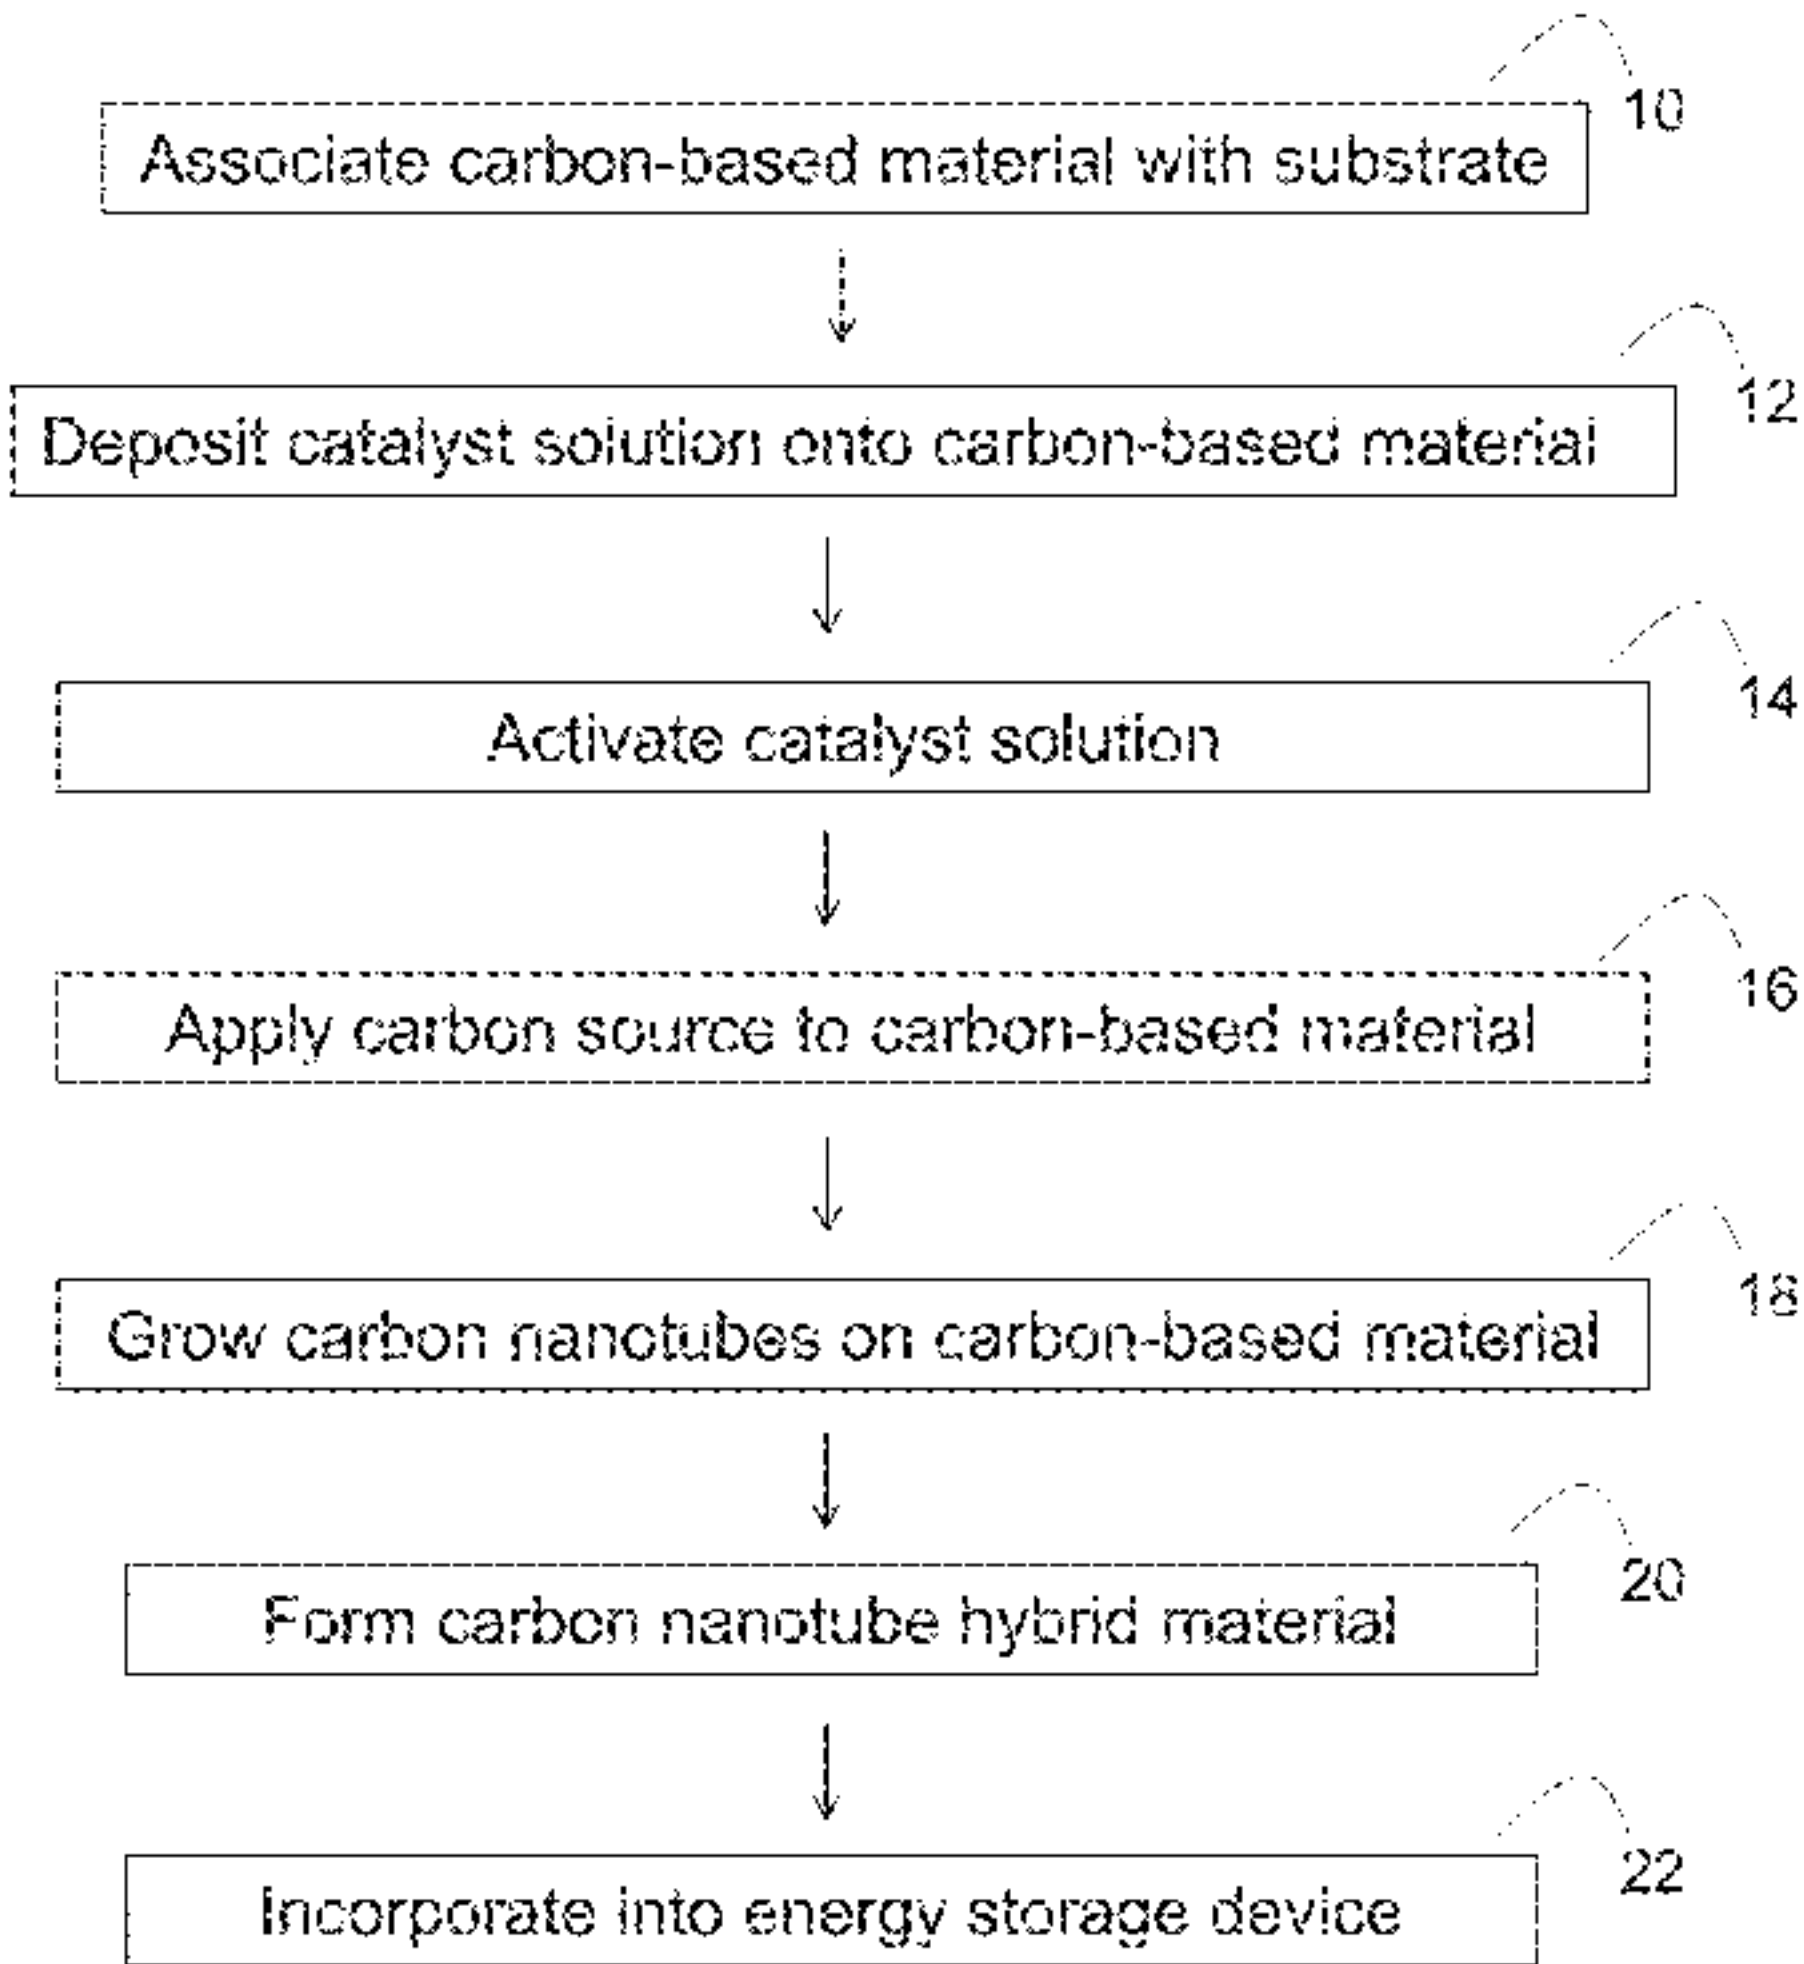 10
Associate carbon-based material with substrate
12
Deposit catalyst solution onto carbon-based material
14
Activate catalyst solution
16
Apply carbon source to carbon-based material
18
Grow carbon nanotubes on carbon-based material
20
Form carbon nanotube hybrid material
22
Incorporate into energy storage device